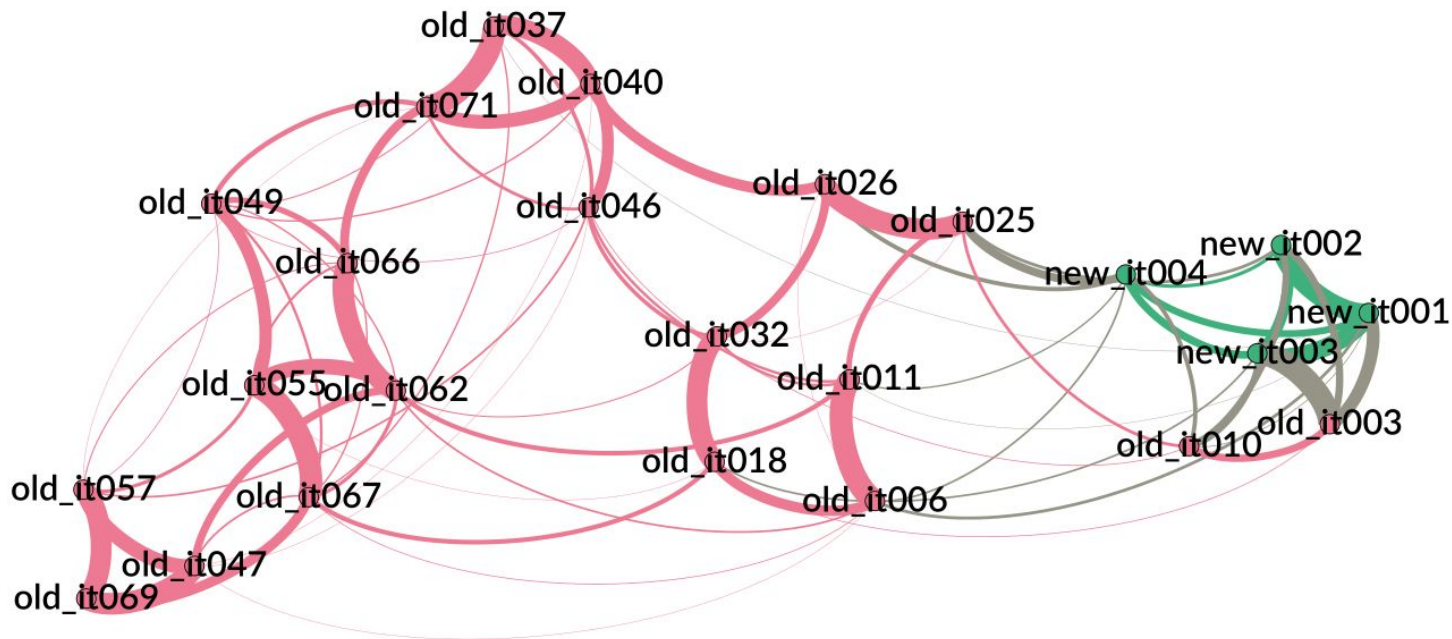 old_it037
old_it040
old_it071
old_it026
old_it049
old_it046
old_it025
new_it002
old_it066
new_it004
new_it001
old_it032
new_it003
old_it055
old_it062
old_it011
old_it003
old_it010
old_it018
old_it057
old_it067
old_it006
old_it047
old_it069